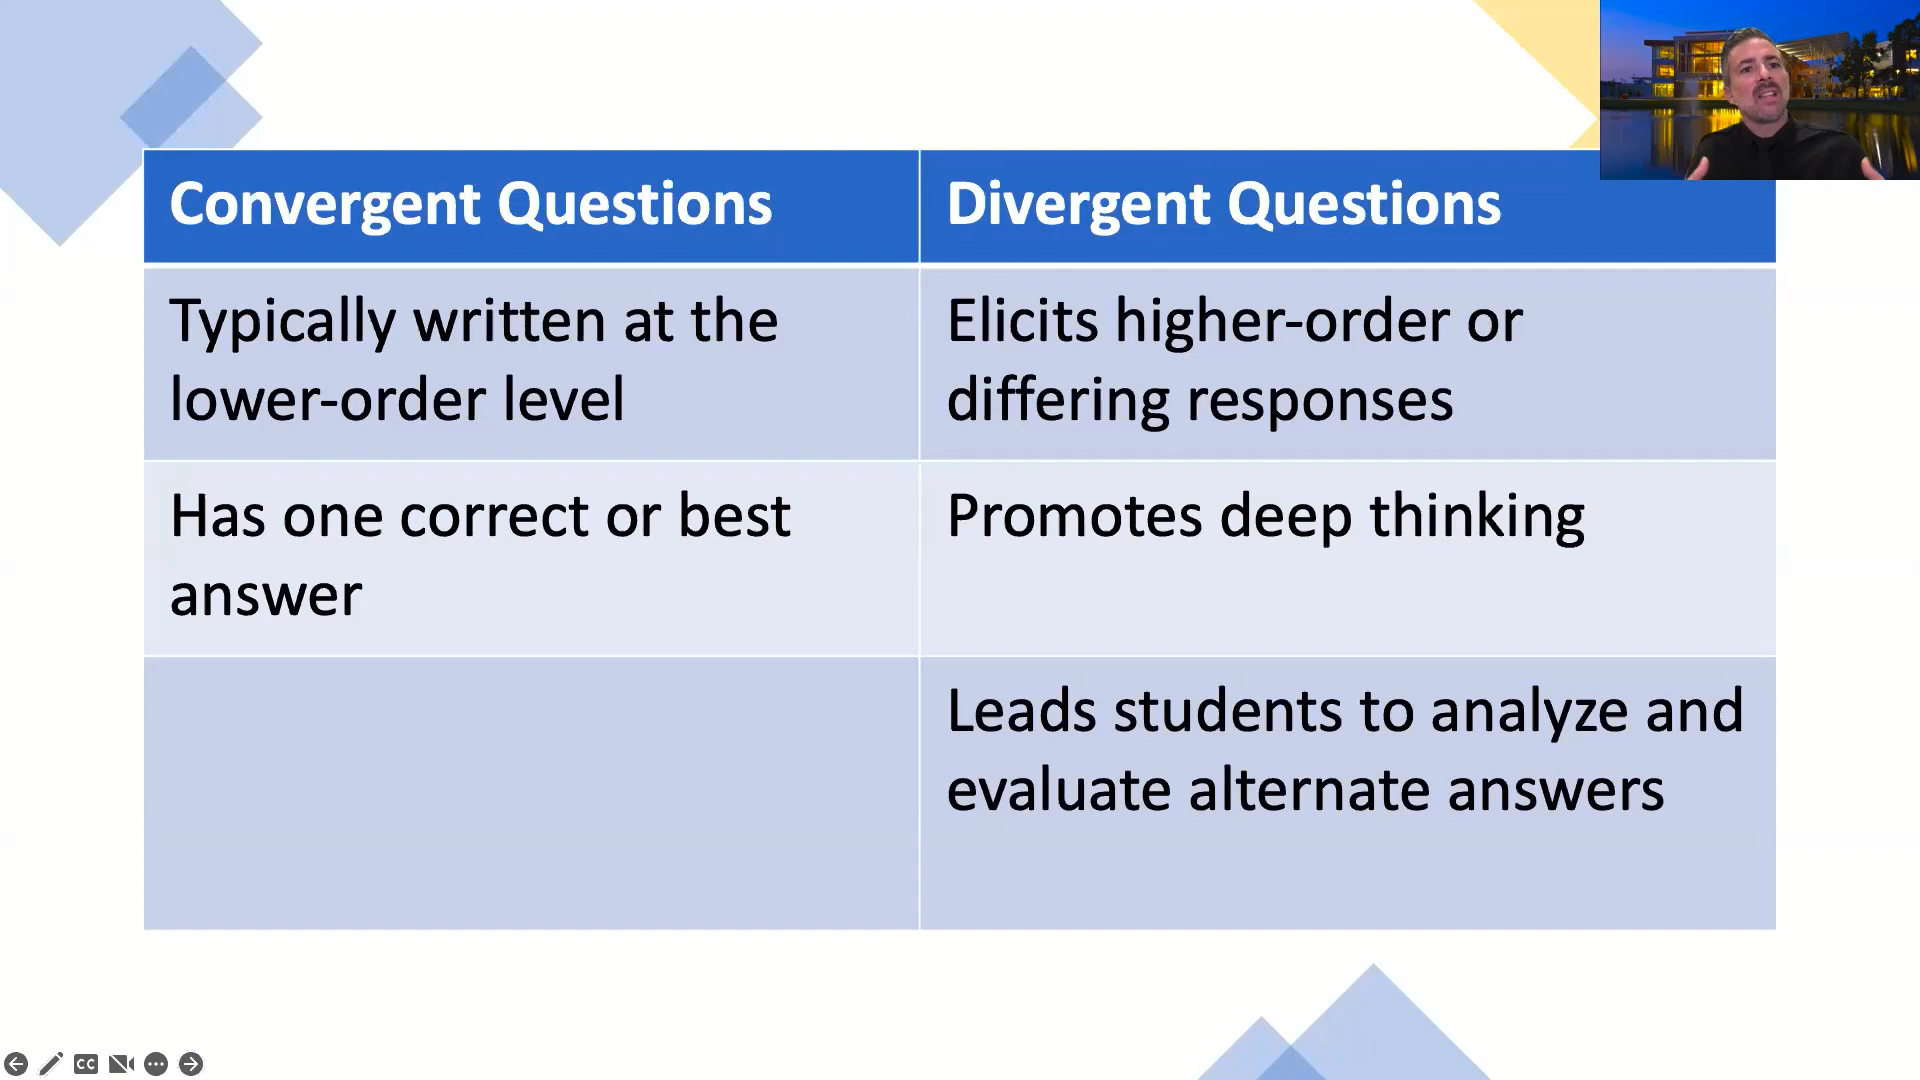 Convergent Questions
Divergent Questions
Typically written at the
lower-order level
Elicits higher-order or
differing responses
Has one correct or best
answer
Promotes deep thinking
Leads students to analyze and
evaluate alternate answers
CC